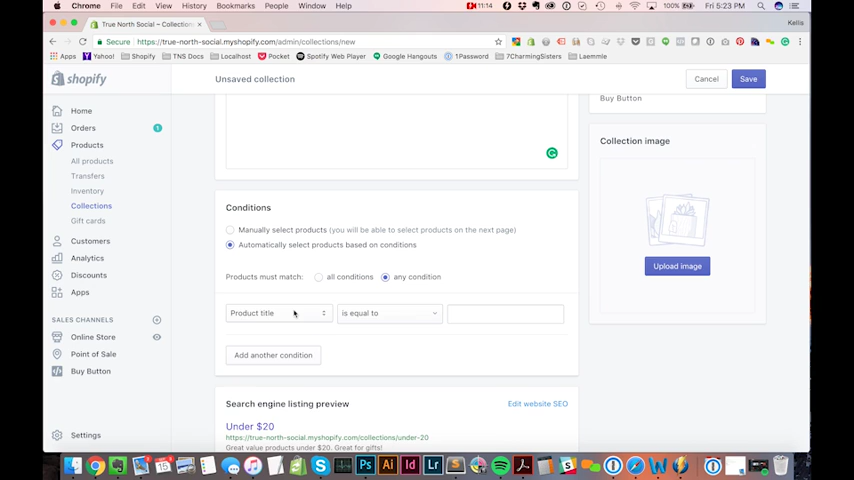 Chrome File Edit View History Bookmarks People Window Help 11:14 100% Fri 5:23 PM
True North Social – Collections × Kelis
Secure https://true-north-social.myshopify.com/admin/collections/new
Apps Yahoo! Shopify TNS Docs Localhost Pocket Spotify Web Player Google Hangouts 1Password 7CharmingSisters Laemmle
shopify Unsaved collection Cancel Save
Buy Button
Home
Orders 1
Products
All products
Transfers
Inventory
Collections
Gift cards
Customers
Analytics
Discounts
Apps
SALES CHANNELS
Online Store
Point of Sale
Buy Button
Settings
Conditions
Manually select products (you will be able to select products on the next page)
Automatically select products based on conditions
Products must match: all conditions any condition
Product title is equal to
Add another condition
Search engine listing preview Edit website SEO
Under $20
https://true-north-social.myshopify.com/collections/under-20
Great value products under $20. Great for gifts!
Collection image
Upload image